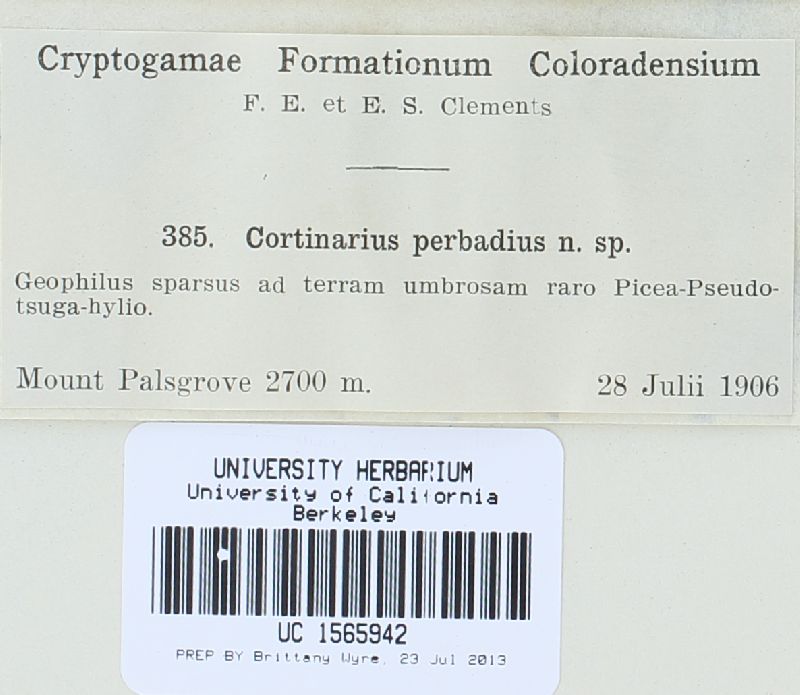 Cryptogamae Formationum Coloradensium
F. E. et E. S. Clements
385. Cortinarius perbadius n. sp.
Geophilus sparsus ad terram umbrosam raro Picea-Pseudo-
tsuga-hylio.
Mount Palsgrove 2700 m. 28 Julii 1906
UNIVERSITY HERBARIUM
University of California
Berkeley
UC 1565942
PREP BY Brittany Wyre, 23 Jul 2013